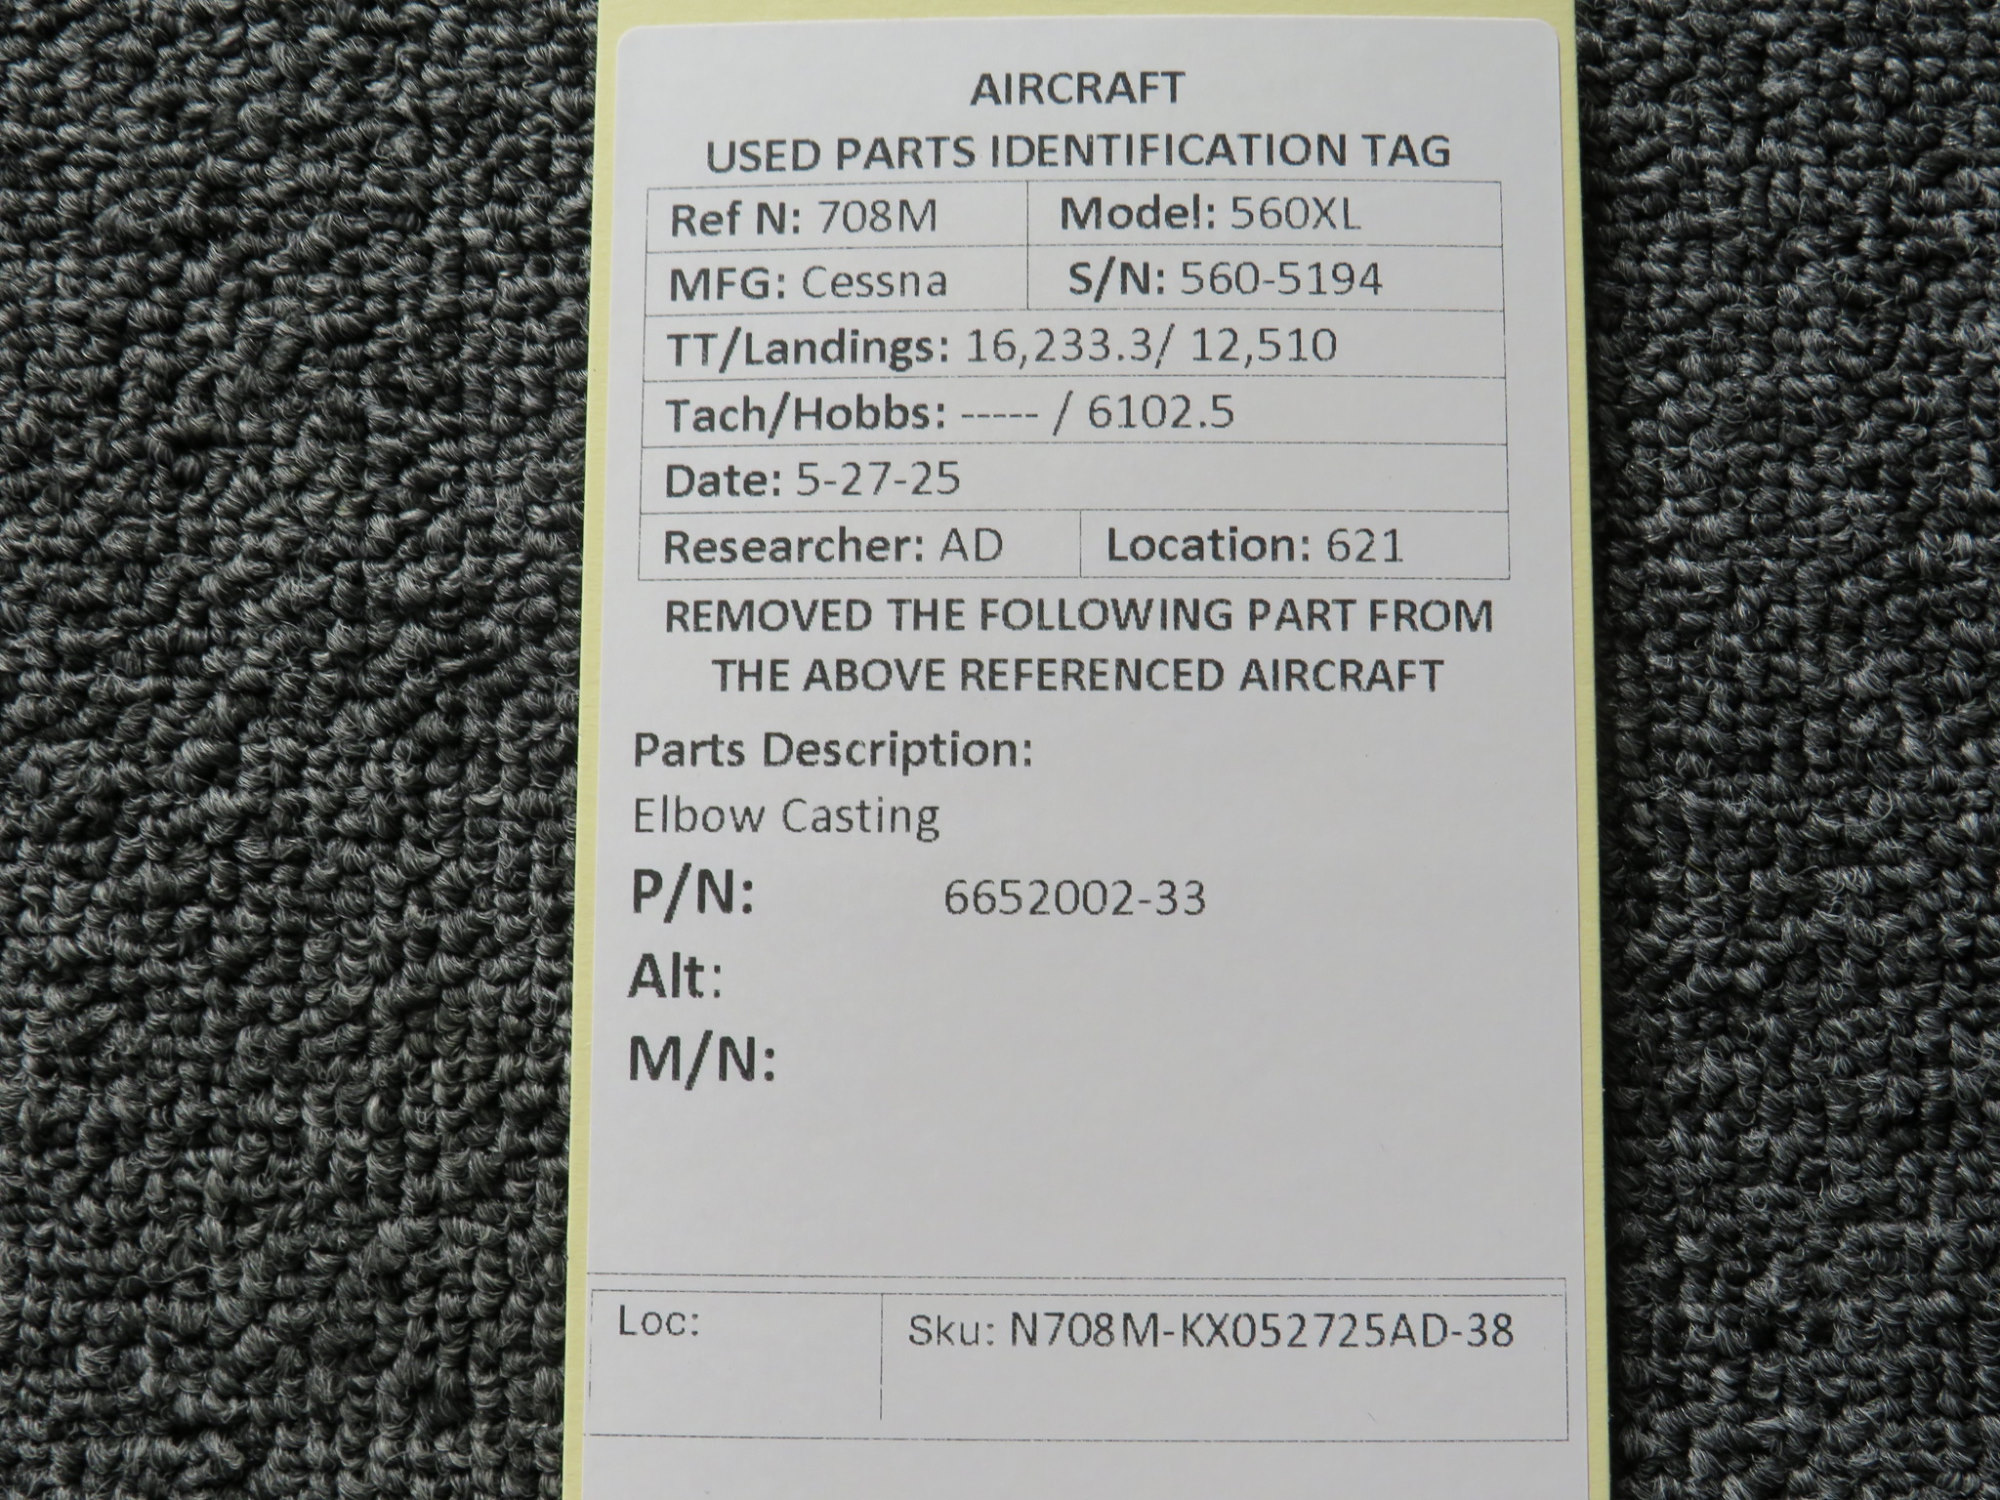 AIRCRAFT
USED PARTS IDENTIFICATION TAG
Ref N: 708M Model: 560XL
MFG: Cessna S/N: 560-5194
TT/Landings: 16,233.3/ 12,510
Tach/Hobbs: ----- / 6102.5
Date: 5-27-25
Researcher: AD Location: 621
REMOVED THE FOLLOWING PART FROM
THE ABOVE REFERENCED AIRCRAFT
Parts Description:
Elbow Casting
P/N: 6652002-33
Alt:
M/N:
Loc: Sku: N708M-KX052725AD-38